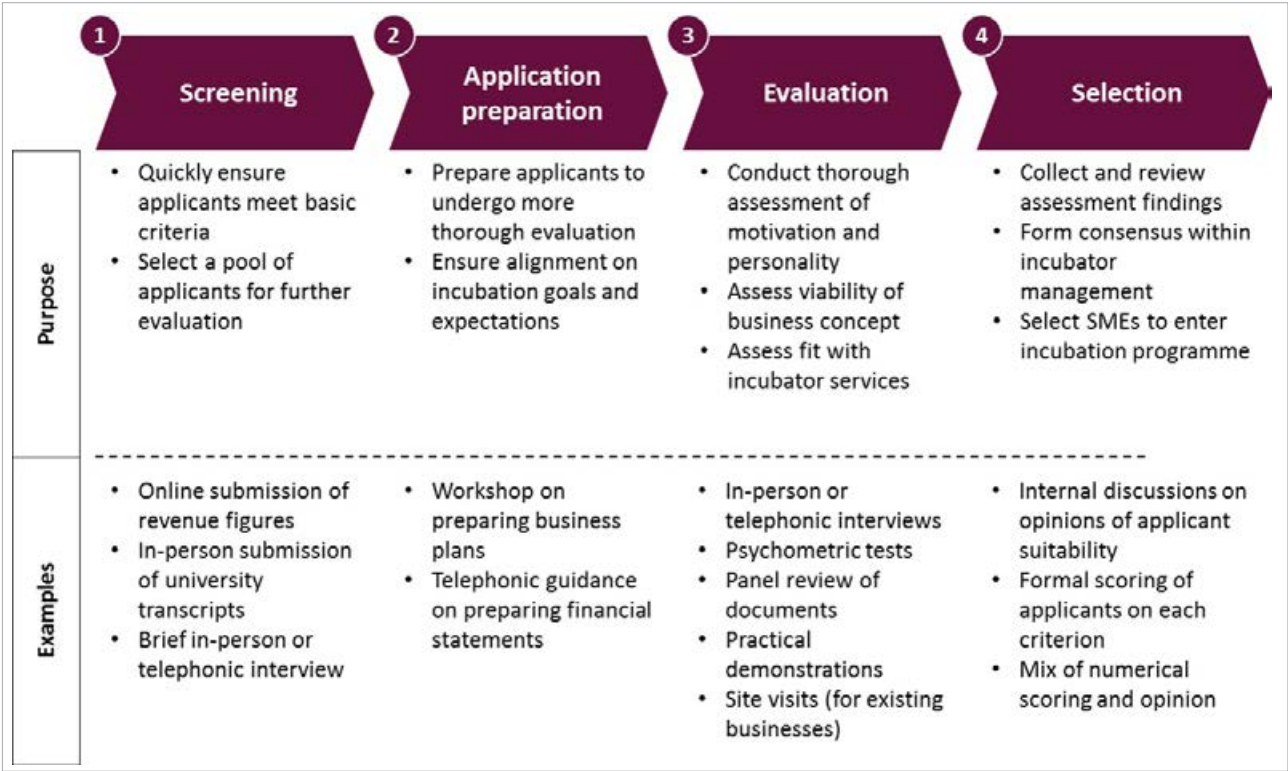 1
Screening
2
Application
preparation
3
Evaluation
4
Selection
Purpose
• Quickly ensure
applicants meet basic
criteria
• Select a pool of
applicants for further
evaluation
• Prepare applicants to
undergo more
thorough evaluation
• Ensure alignment on
incubation goals and
expectations
• Conduct thorough
assessment of
motivation and
personality
• Assess viability of
business concept
• Assess fit with
incubator services
• Collect and review
assessment findings
• Form consensus within
incubator
management
• Select SMEs to enter
incubation programme
Examples
• Online submission of
revenue figures
• In-person submission
of university
transcripts
• Brief in-person or
telephonic interview
• Workshop on
preparing business
plans
• Telephonic guidance
on preparing financial
statements
• In-person or
telephonic interviews
• Psychometric tests
• Panel review of
documents
• Practical
demonstrations
• Site visits (for existing
businesses)
• Internal discussions on
opinions of applicant
suitability
• Formal scoring of
applicants on each
criterion
• Mix of numerical
scoring and opinion